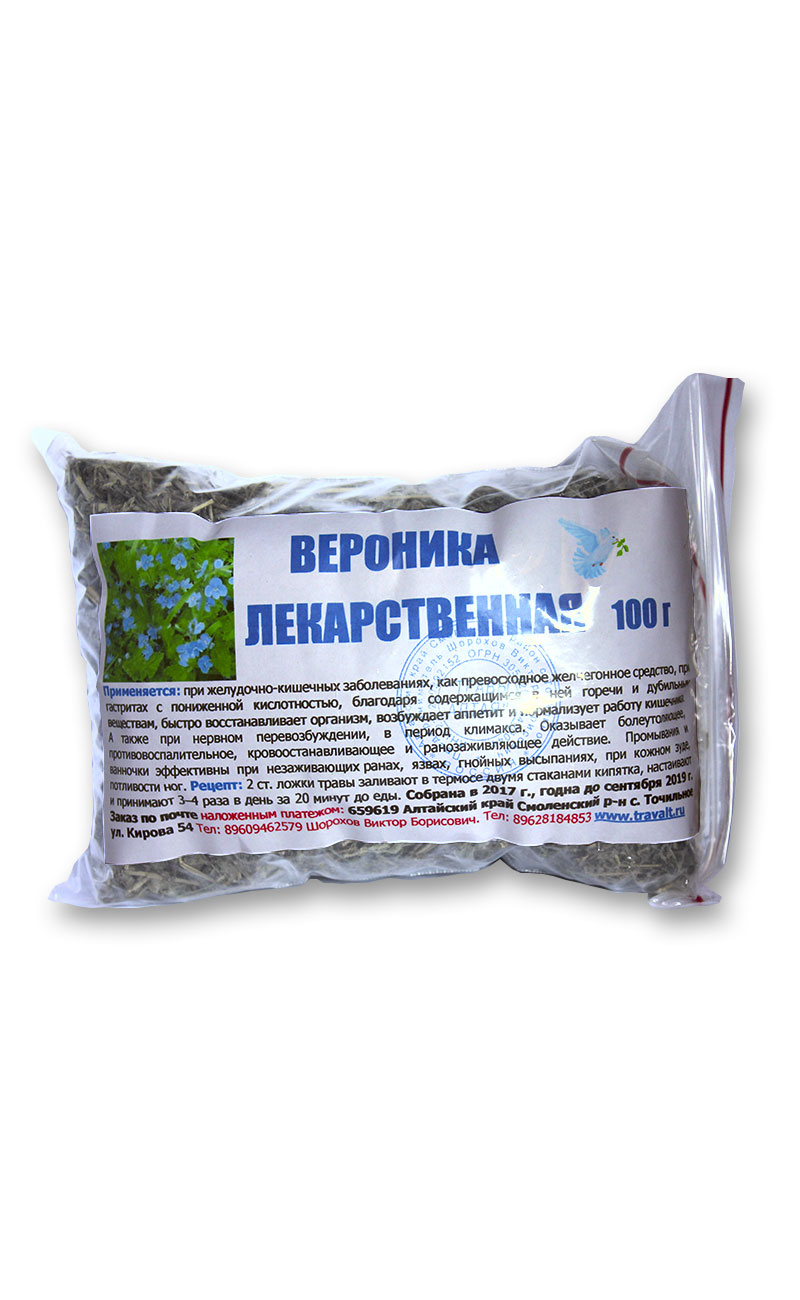 ВЕРОНИКА
ЛЕКАРСТВЕННАЯ 100 г
Применяется: при желудочно-кишечных заболеваниях, как превосходное желчегонное средство, при
гастритах с пониженной кислотностью, благодаря содержащимся в ней горечи и дубильным
веществам, быстро восстанавливает организм, возбуждает аппетит и нормализует работу кишечника.
А также при нервном перевозбуждении, в период климакса. Оказывает болеутоляющее,
противовоспалительное, кровоостанавливающее и ранозаживляющее действие. Промывания и
ванночки эффективны при незаживающих ранах, язвах, гнойных высыпаниях, при кожном зуде,
потливости ног. Рецепт: 2 ст. ложки травы заливают в термосе двумя стаканами кипятка, настаивают
и принимают 3–4 раза в день за 20 минут до еды. Собрана в 2017 г., годна до сентября 2019 г.
Заказ по почте наложенным платежом: 659619 Алтайский край Смоленский р-н с. Точильное
ул. Кирова 54 Тел: 89609462579 Шорохов Виктор Борисович. Тел: 89628184853 www.travalt.ru